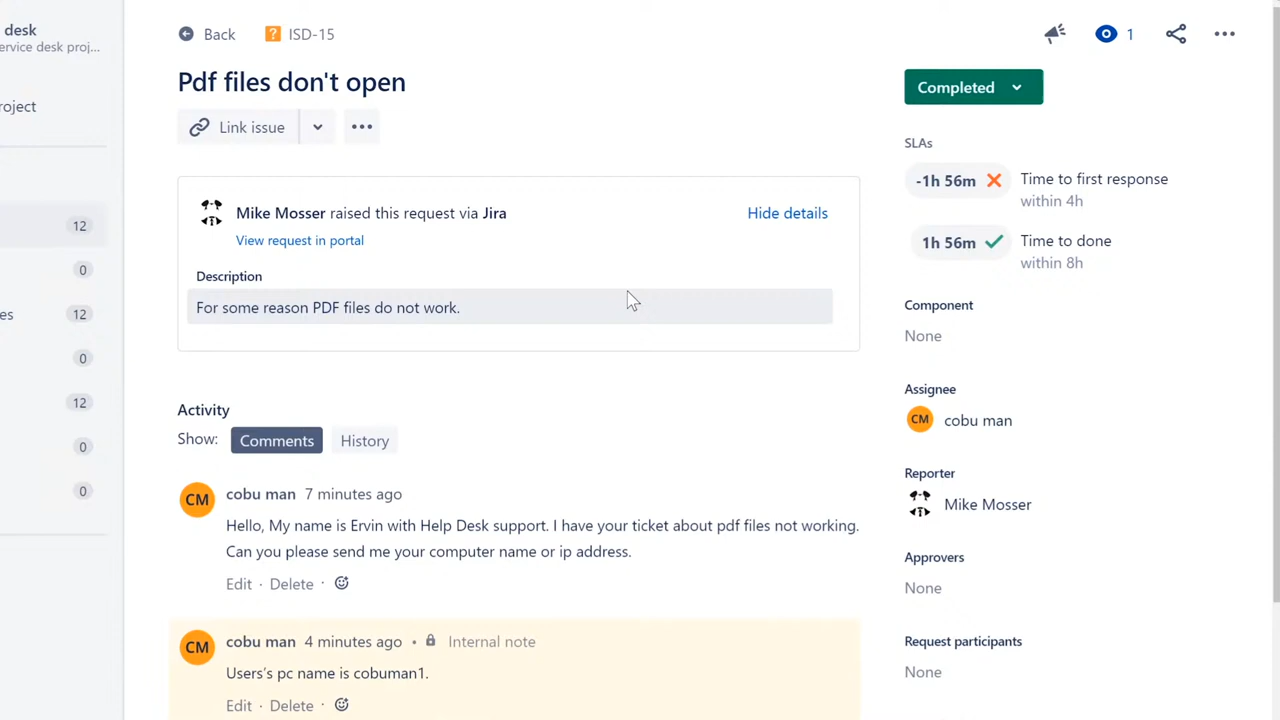 desk
ervice desk proj...
roject
12
0
es 12
0
12
0
0
Back
? ISD-15
1
Pdf files don't open
Link issue
Mike Mosser raised this request via Jira
Hide details
View request in portal
Description
For some reason PDF files do not work.
Activity
Show: Comments History
CM cobu man 7 minutes ago
Hello, My name is Ervin with Help Desk support. I have your ticket about pdf files not working.
Can you please send me your computer name or ip address.
Edit · Delete ·
CM cobu man 4 minutes ago • Internal note
Users's pc name is cobuman1.
Edit · Delete ·
Completed
SLAs
-1h 56m Time to first response
within 4h
1h 56m Time to done
within 8h
Component
None
Assignee
CM cobu man
Reporter
Mike Mosser
Approvers
None
Request participants
None